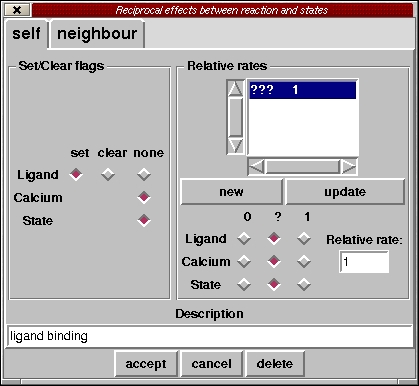 Reciprocal effects between reaction and states
self neighbour
Set/Clear flags
set clear none
Ligand
Calcium
State
Relative rates
??? 1
new update
0 ? 1
Ligand
Calcium
State
Relative rate:
1
Description
ligand binding
accept cancel delete